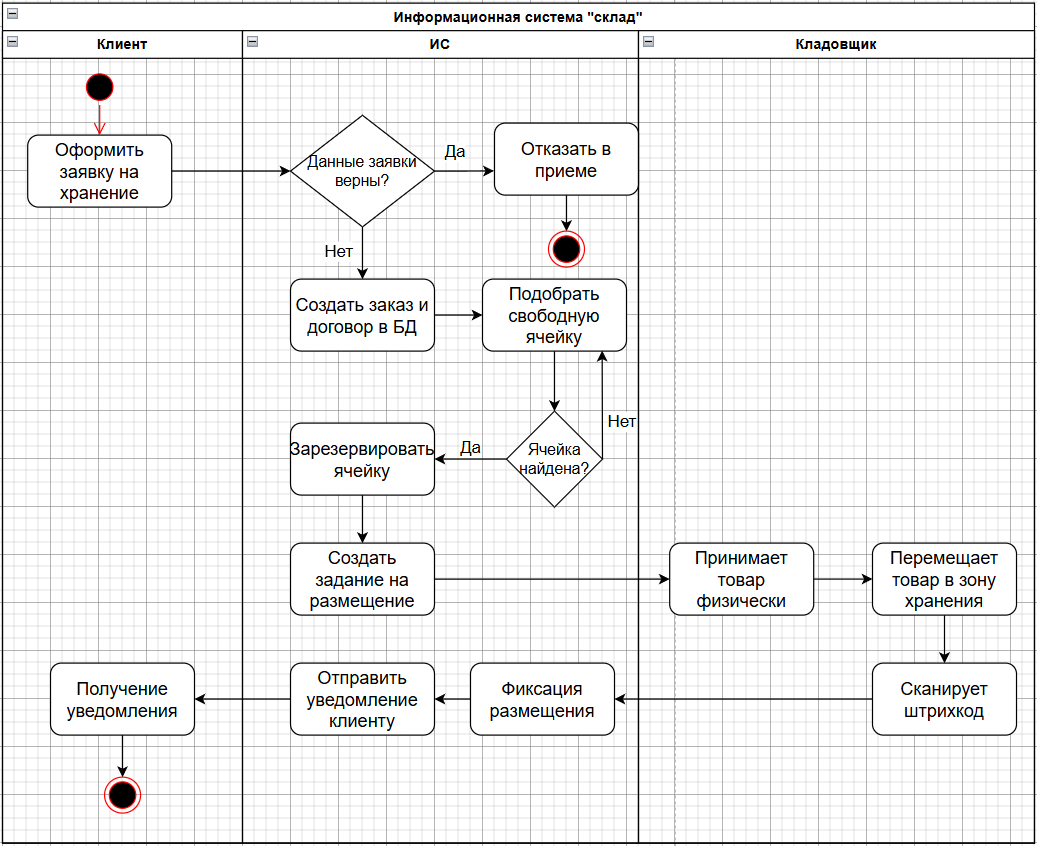 Информационная система "склад"
Клиент
ИС
Кладовщик
Оформить
заявку на
хранение
Данные заявки
верны?
Да
Отказать в
приеме
Нет
Создать заказ и
договор в БД
Подобрать
свободную
ячейку
Нет
Ячейка
найдена?
Да
Зарезервировать
ячейку
Создать
задание на
размещение
Принимает
товар
физически
Перемещает
товар в зону
хранения
Сканирует
штрихкод
Фиксация
размещения
Отправить
уведомление
клиенту
Получение
уведомления